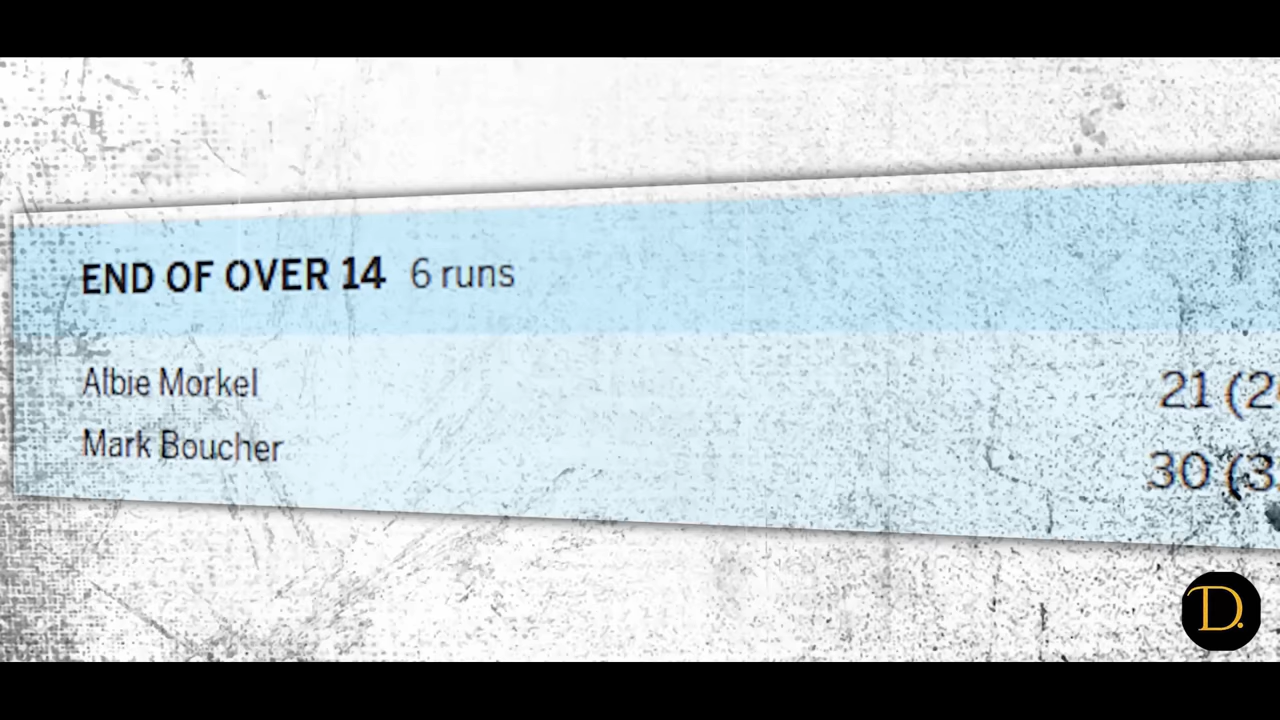 END OF OVER 14 6 runs
Albie Morkel 21
Mark Boucher 30
D.